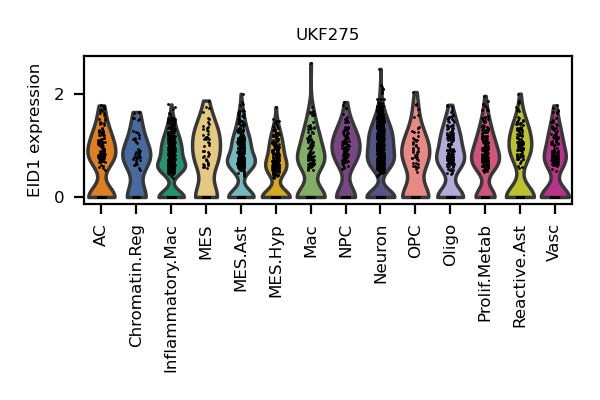 UKF275
EID1 expression
2
0
AC
Chromatin.Reg
Inflammatory.Mac
MES
MES.Ast
MES.Hyp
Mac
NPC
Neuron
OPC
Oligo
Prolif.Metab
Reactive.Ast
Vasc